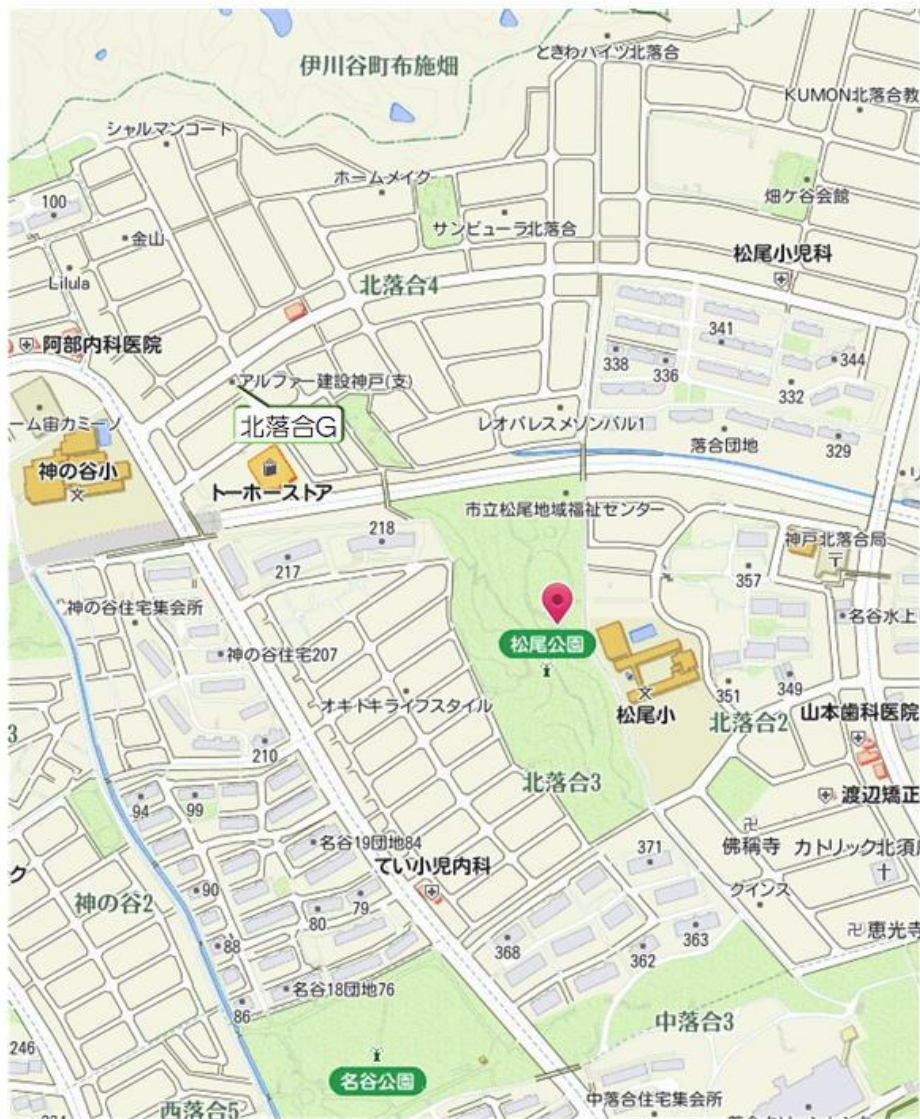 ときわハイツ北落合
伊川谷町布施畑
KUMON北落合教
シャルマンコート
ホームメイク
畑ケ谷会館
100
サンビューラ北落合
金山
松尾小児科
Lilula
北落合4
341
阿部内科医院
338
336
344
アルファー建設神戸(支)
332
ーム宙カミーノ
レオパレスメゾンパル1
北落合G
落合団地
329
神の谷小
トーホーストア
市立松尾地域福祉センター
218
神戸北落合局
217
357
神の谷住宅集会所
名谷水上
松尾公園
神の谷住宅207
351
349
オキドキライフスタイル
松尾小
山本歯科医院
北落合2
3
210
北落合3
94
99
渡辺矯正
名谷19団地84
371
佛稱寺
カトリック北須
ク
てい小児内科
90
79
クインス
神の谷2
80
363
恵光寺
88
368
362
名谷18団地76
86
中落合3
246
名谷公園
中落合住宅集会所
西落合5